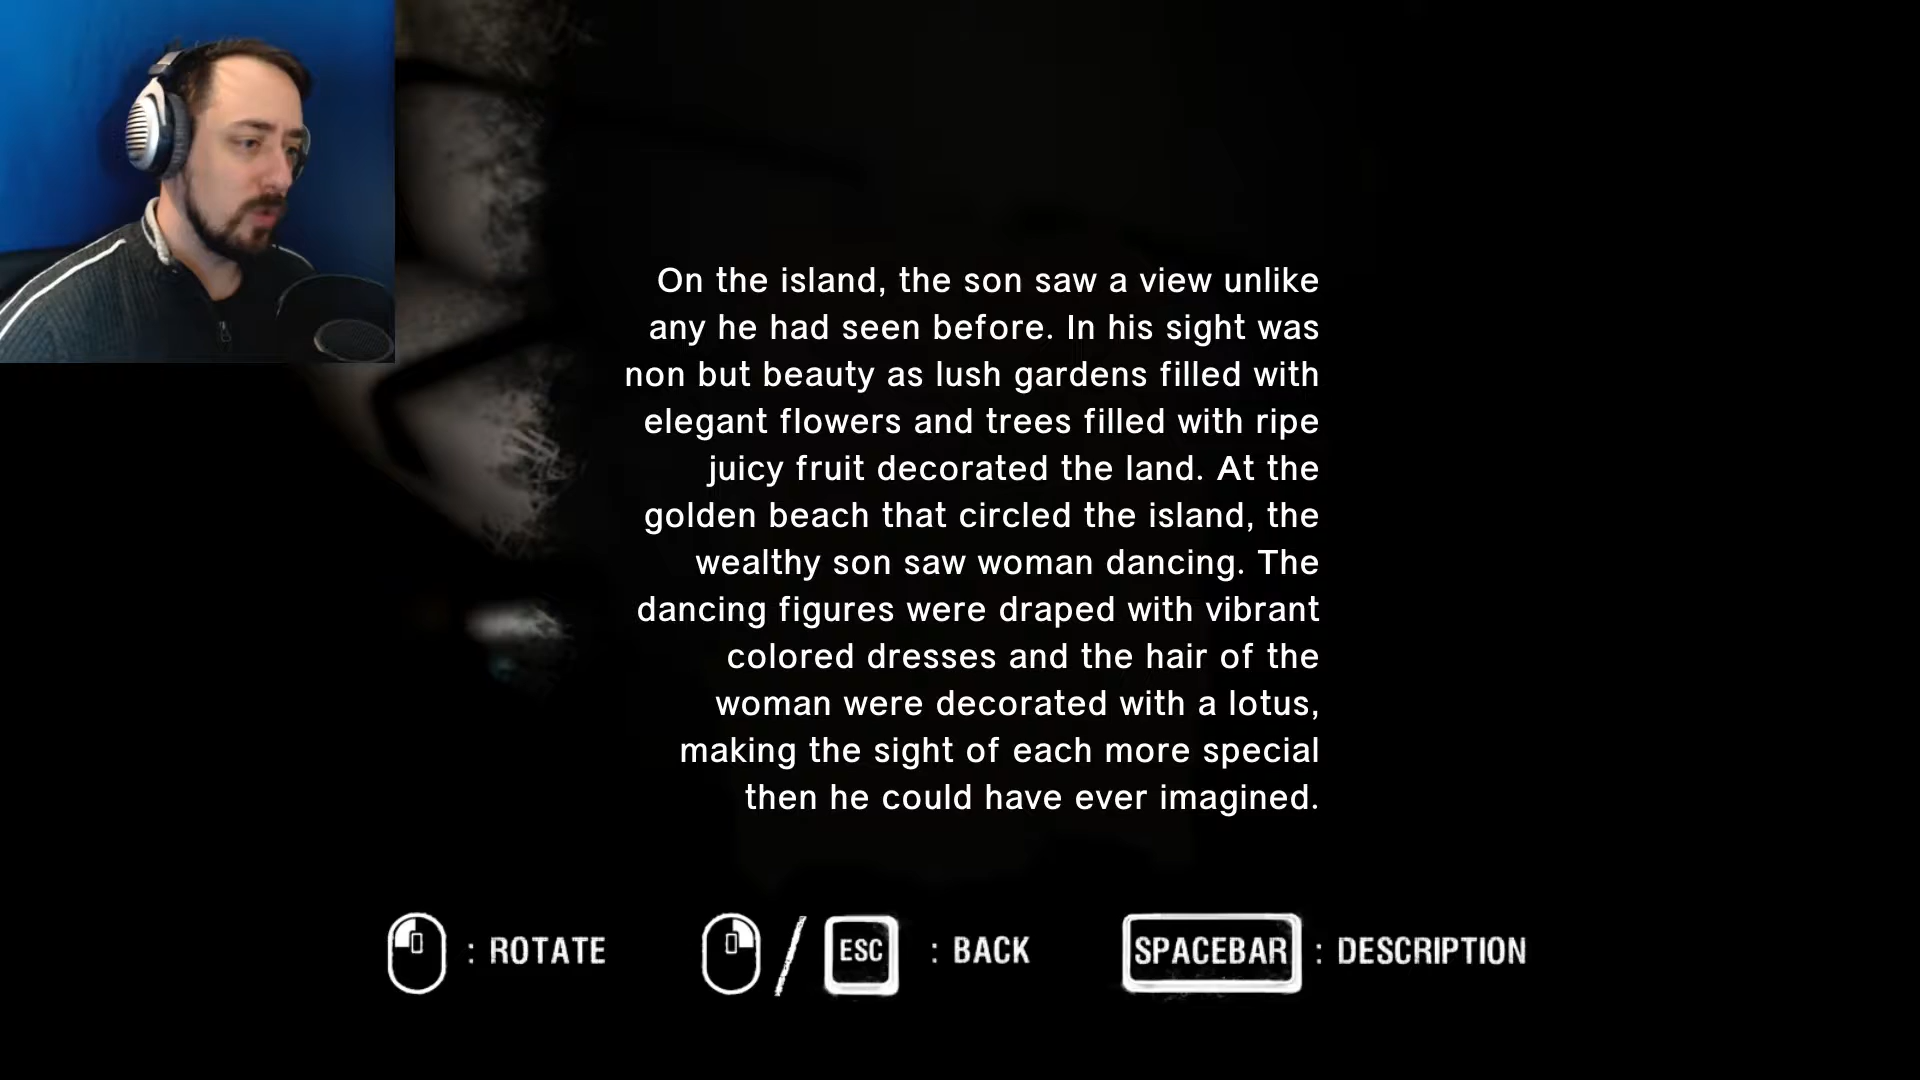 On the island, the son saw a view unlike
any he had seen before. In his sight was
non but beauty as lush gardens filled with
elegant flowers and trees filled with ripe
juicy fruit decorated the land. At the
golden beach that circled the island, the
wealthy son saw woman dancing. The
dancing figures were draped with vibrant
colored dresses and the hair of the
woman were decorated with a lotus,
making the sight of each more special
then he could have ever imagined.
: ROTATE / ESC : BACK SPACEBAR : DESCRIPTION